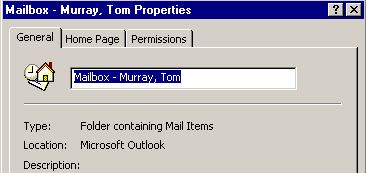 Mailbox - Murray, Tom Properties
General Home Page Permissions
Mailbox - Murray, Tom
Type: Folder containing Mail Items
Location: Microsoft Outlook
Description: